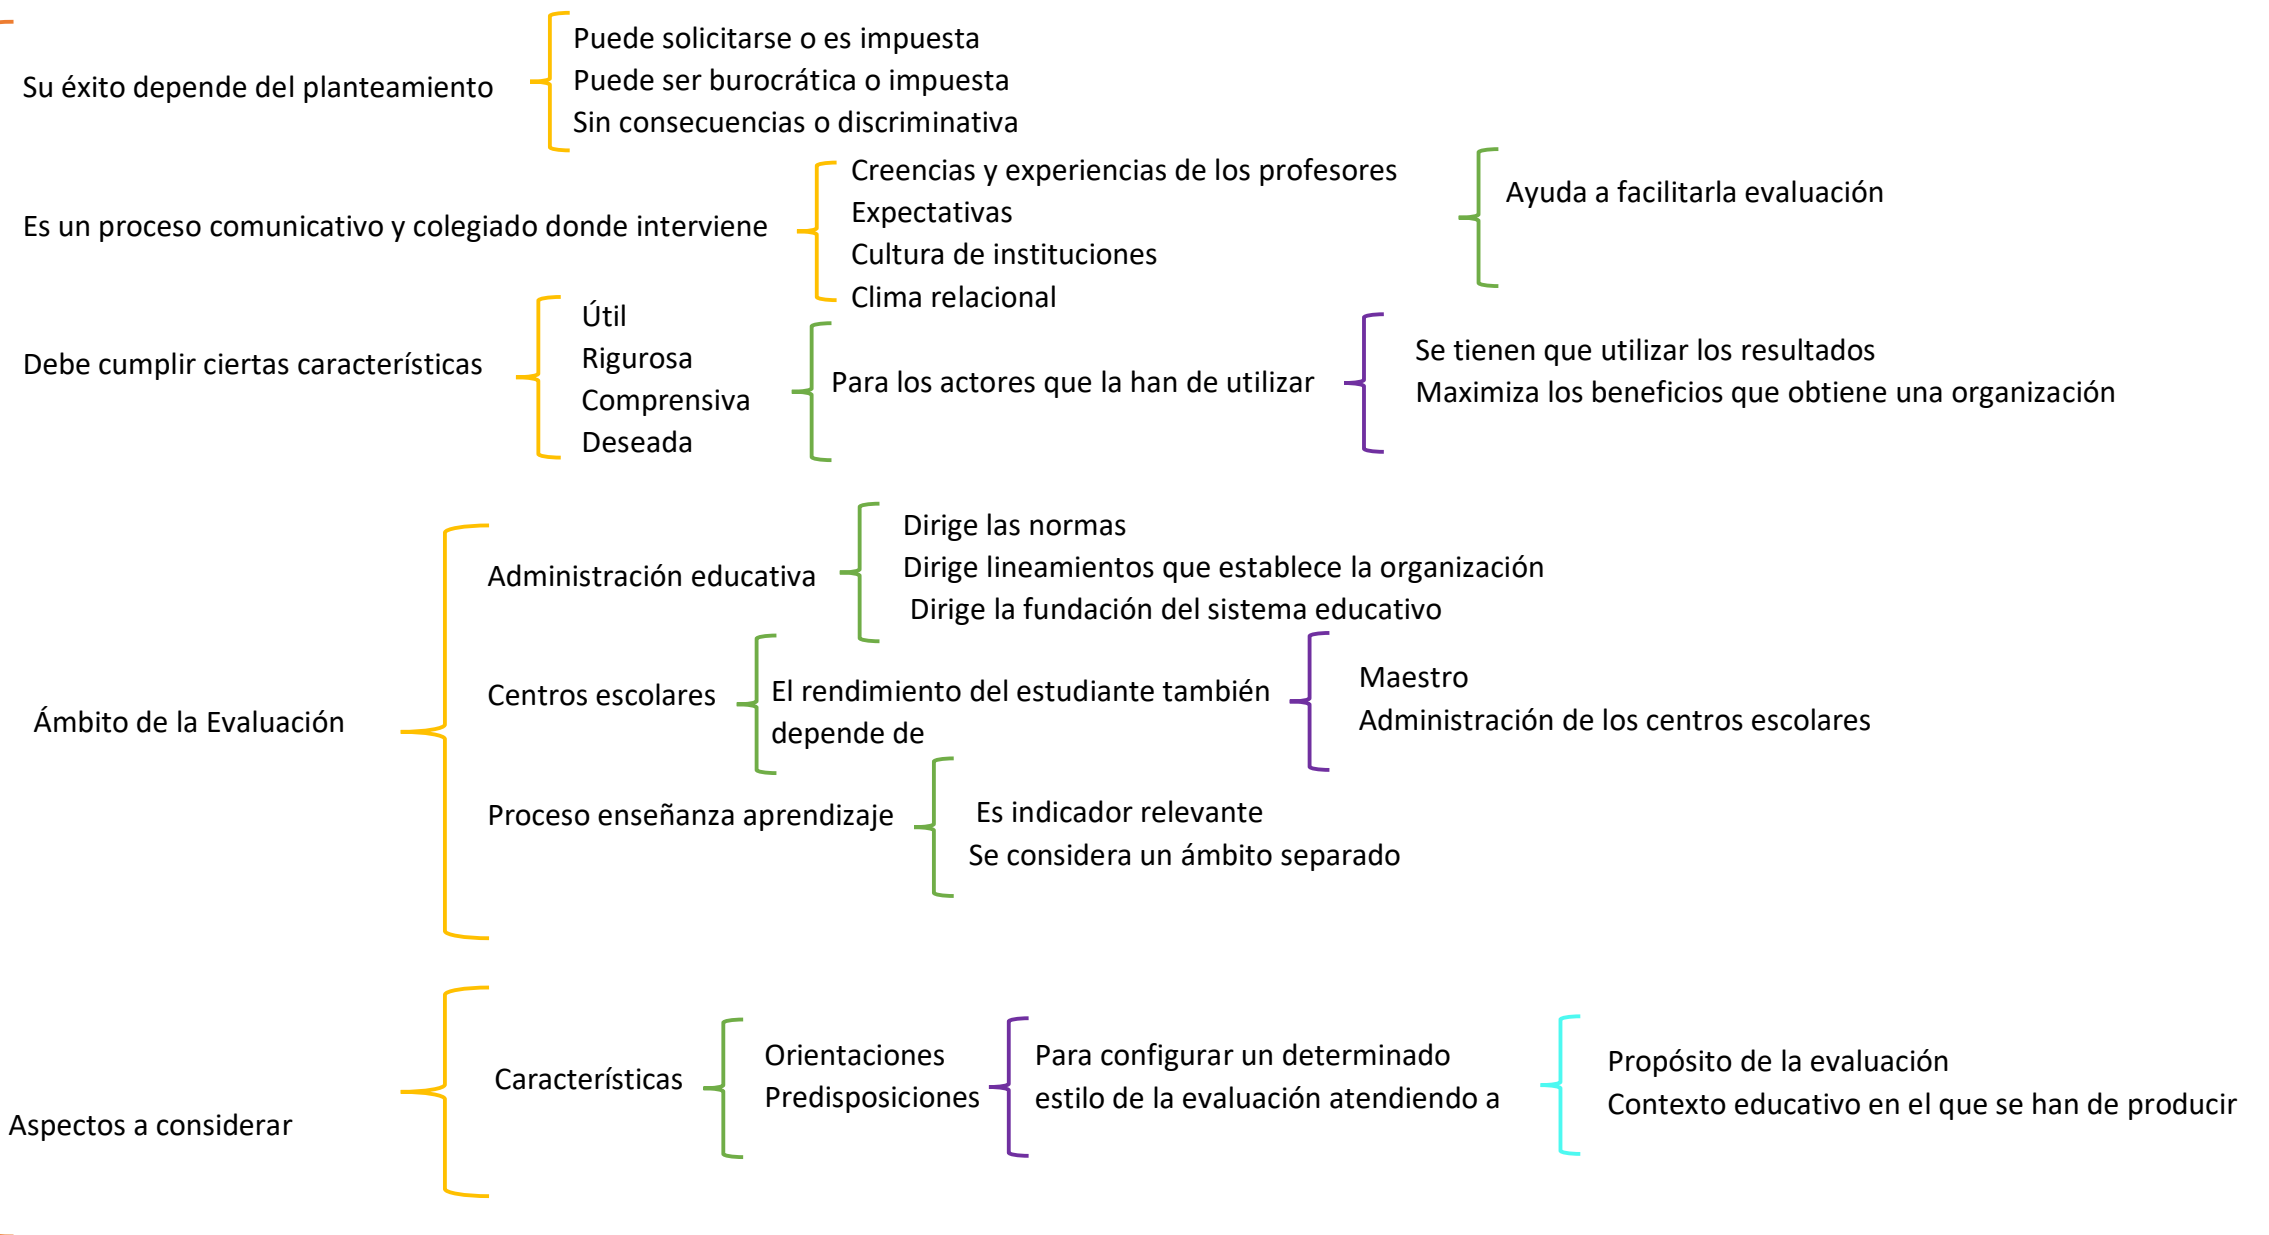 Su éxito depende del planteamiento
Puede solicitarse o es impuesta
Puede ser burocrática o impuesta
Sin consecuencias o discriminativa
Es un proceso comunicativo y colegiado donde interviene
Creencias y experiencias de los profesores
Expectativas
Cultura de instituciones
Clima relacional
Ayuda a facilitarla evaluación
Debe cumplir ciertas características
Útil
Rigurosa
Comprensiva
Deseada
Para los actores que la han de utilizar
Se tienen que utilizar los resultados
Maximiza los beneficios que obtiene una organización
Ámbito de la Evaluación
Administración educativa
Dirige las normas
Dirige lineamientos que establece la organización
Dirige la fundación del sistema educativo
Centros escolares
El rendimiento del estudiante también
depende de
Maestro
Administración de los centros escolares
Proceso enseñanza aprendizaje
Es indicador relevante
Se considera un ámbito separado
Aspectos a considerar
Características
Orientaciones
Predisposiciones
Para configurar un determinado
estilo de la evaluación atendiendo a
Propósito de la evaluación
Contexto educativo en el que se han de producir